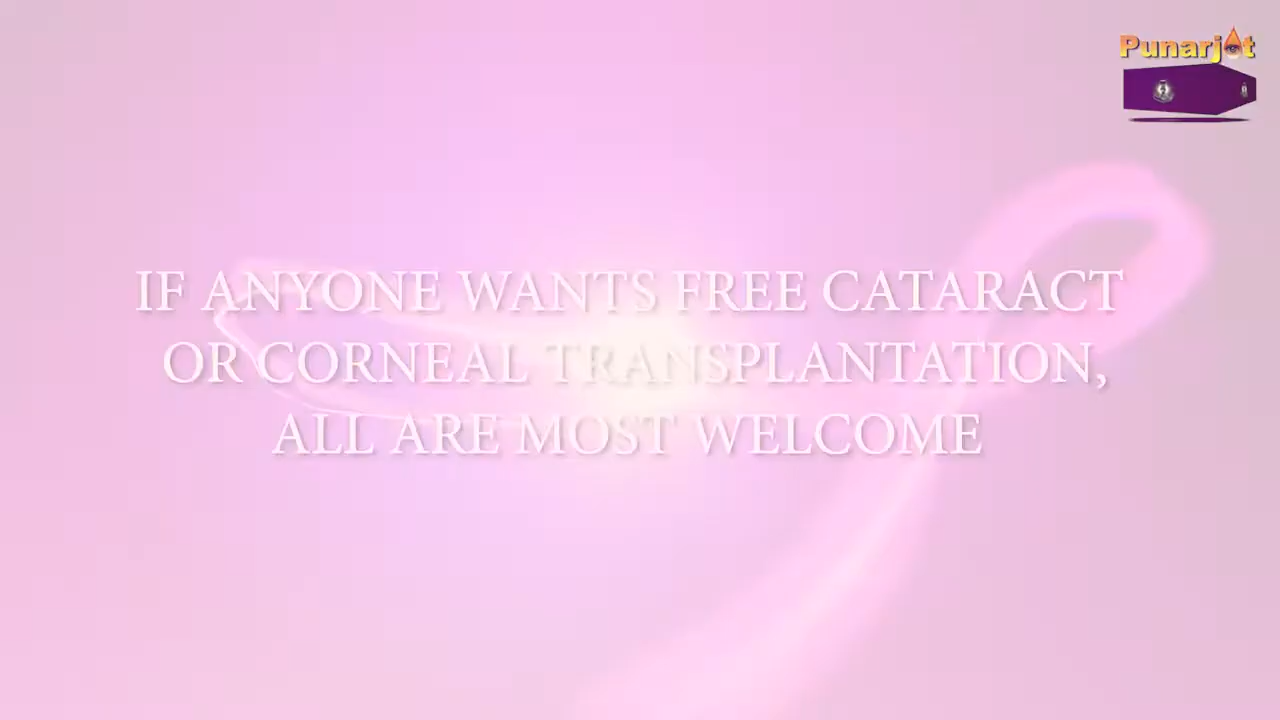 Punarjot
IF ANYONE WANTS FREE CATARACT
OR CORNEAL TRANSPLANTATION,
ALL ARE MOST WELCOME